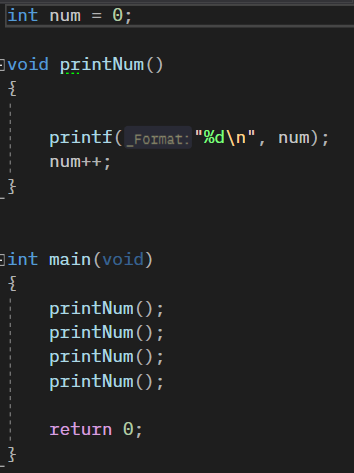 int num = 0;
void printNum()
{
printf(_Format: "%d\n", num);
num++;
}
int main(void)
{
printNum();
printNum();
printNum();
printNum();
return 0;
}